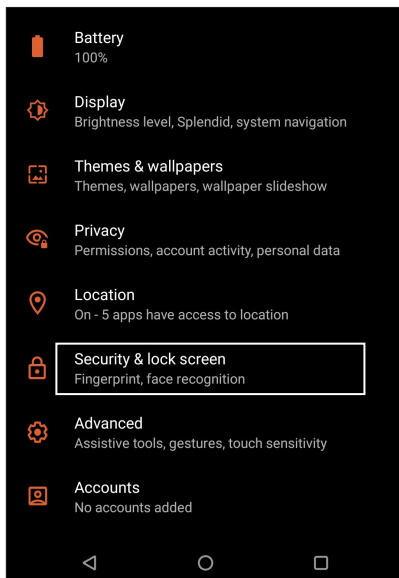 Battery
100%
Display
Brightness level, Splendid, system navigation
Themes & wallpapers
Themes, wallpapers, wallpaper slideshow
Privacy
Permissions, account activity, personal data
Location
On - 5 apps have access to location
Security & lock screen
Fingerprint, face recognition
Advanced
Assistive tools, gestures, touch sensitivity
Accounts
No accounts added